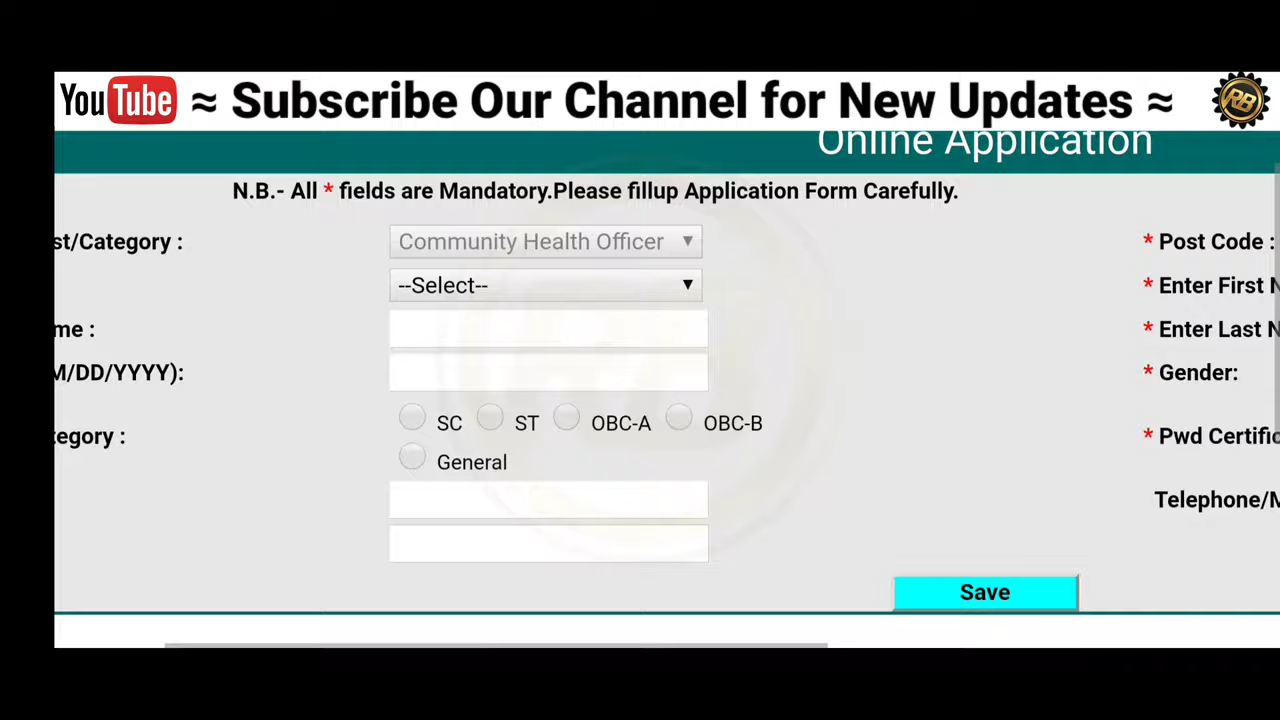 YouTube ≈ Subscribe Our Channel for New Updates ≈ RB
Online Application
N.B.- All * fields are Mandatory.Please fillup Application Form Carefully.
st/Category : Community Health Officer ▼ * Post Code :
--Select-- ▼ * Enter First N
me : * Enter Last N
M/DD/YYYY): * Gender:
SC ST OBC-A OBC-B
tegory : * Pwd Certific
General
Telephone/M
Save